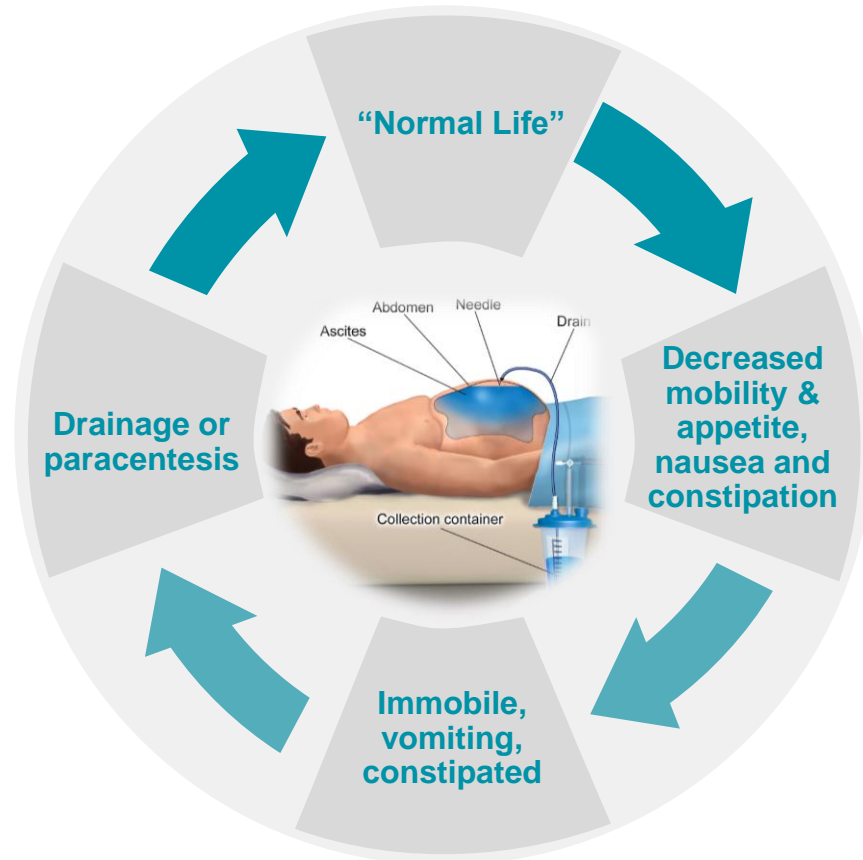 “Normal Life”
Decreased
mobility &
appetite,
nausea and
constipation
Immobile,
vomiting,
constipated
Drainage or
paracentesis
Abdomen
Needle
Ascites
Drain
Collection container